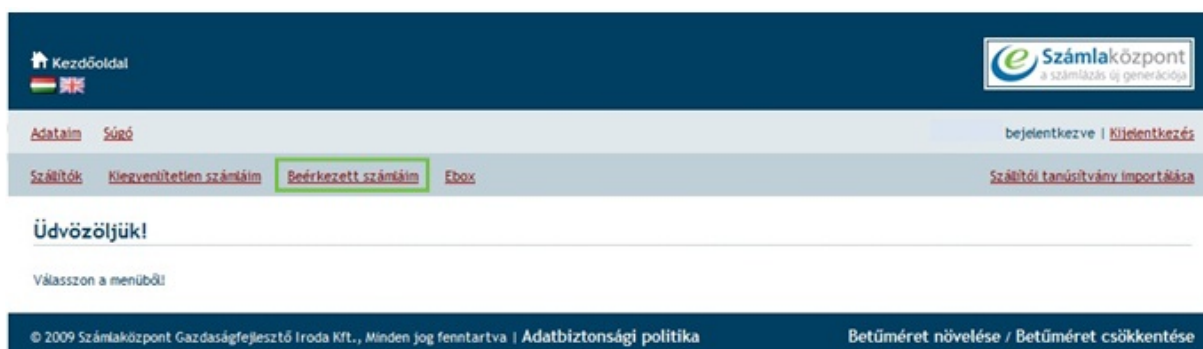 Kezdőoldal
Számlaközpont
a számlázás új generációja
Adataim Súgó bejelentkezve | Kijelentkezés
Szállítók Kiegyenlítetlen számláim Beérkezett számláim Ebox Szállítói tanúsítvány importálása
Üdvözöljük!
Válasszon a menüből!
© 2009 Számlaközpont Gazdaságfejlesztő Iroda Kft., Minden jog fenntartva | Adatbiztonsági politika Betűméret növelése / Betűméret csökkentése